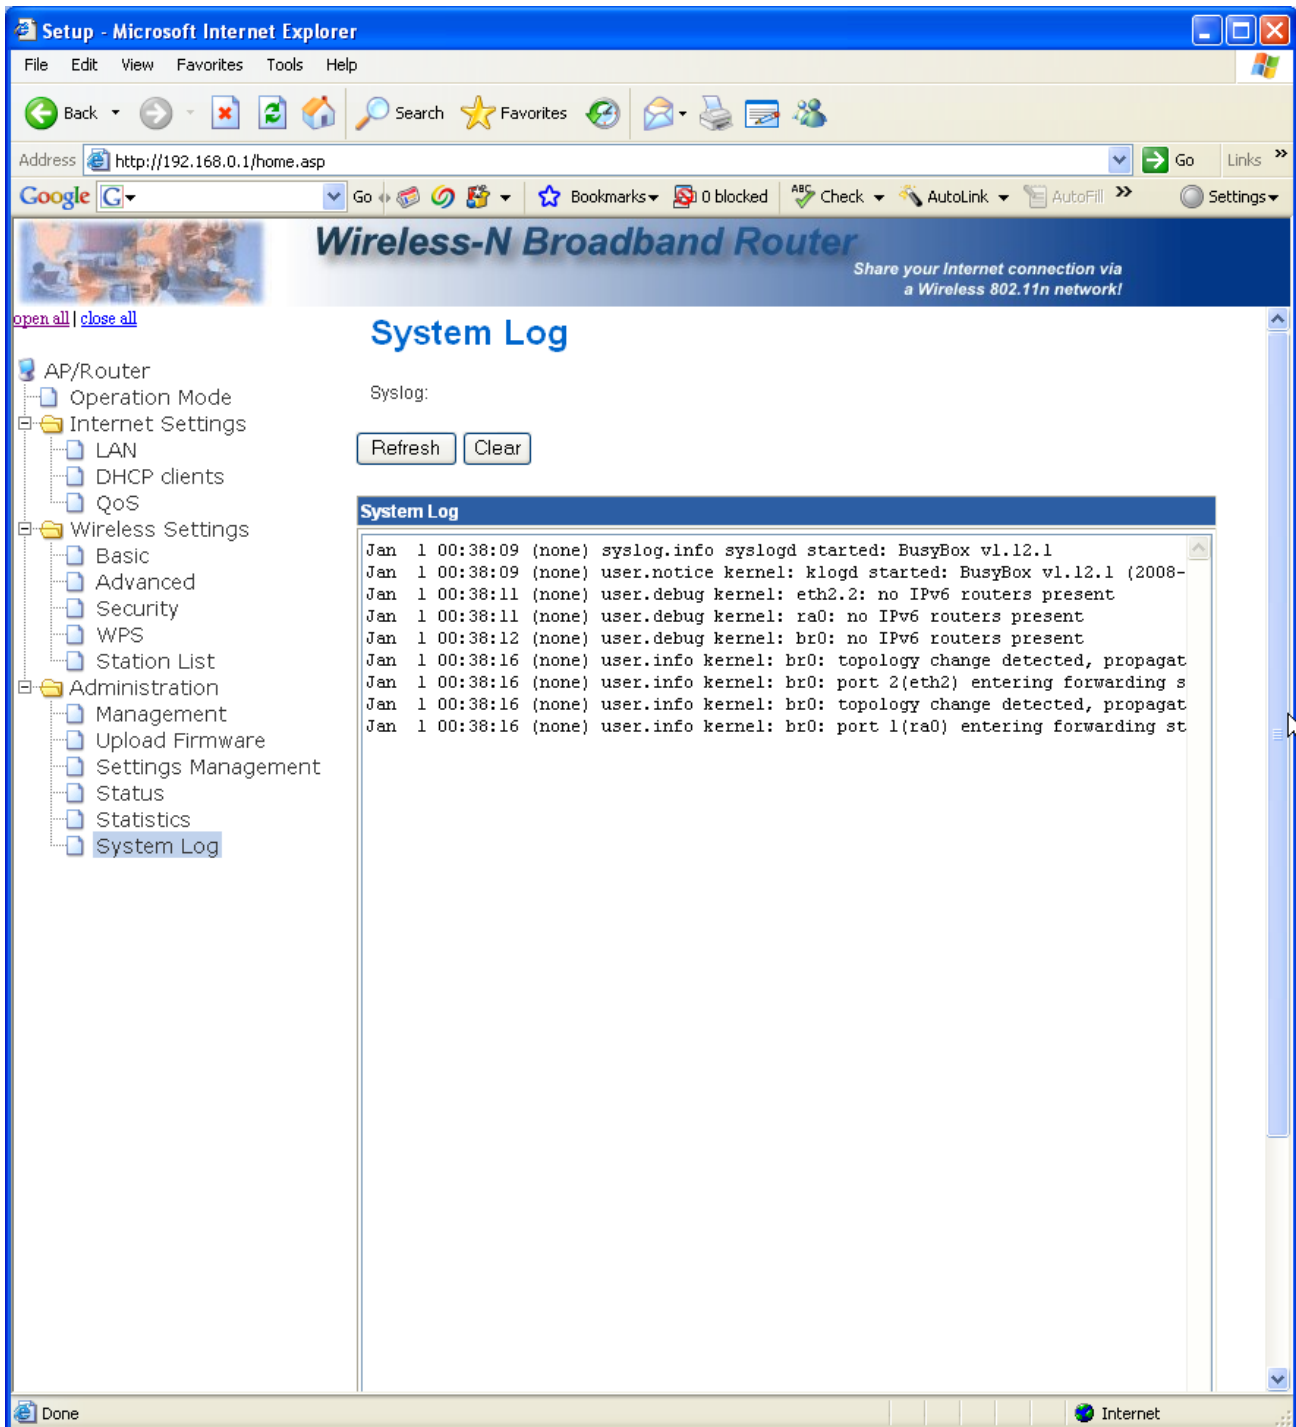 Setup - Microsoft Internet Explorer
File Edit View Favorites Tools Help
Back Search Favorites
Address http://192.168.0.1/home.asp Go Links »
Google G Go Bookmarks 0 blocked ABC Check AutoLink AutoFill » Settings
Wireless-N Broadband Router
Share your Internet connection via
a Wireless 802.11n network!
open all | close all
AP/Router
Operation Mode
Internet Settings
LAN
DHCP clients
QoS
Wireless Settings
Basic
Advanced
Security
WPS
Station List
Administration
Management
Upload Firmware
Settings Management
Status
Statistics
System Log
System Log
Syslog:
Refresh Clear
System Log
Jan  1 00:38:09 (none) syslog.info syslogd started: BusyBox v1.12.1
Jan  1 00:38:09 (none) user.notice kernel: klogd started: BusyBox v1.12.1 (2008-
Jan  1 00:38:11 (none) user.debug kernel: eth2.2: no IPv6 routers present
Jan  1 00:38:11 (none) user.debug kernel: ra0: no IPv6 routers present
Jan  1 00:38:12 (none) user.debug kernel: br0: no IPv6 routers present
Jan  1 00:38:16 (none) user.info kernel: br0: topology change detected, propagat
Jan  1 00:38:16 (none) user.info kernel: br0: port 2(eth2) entering forwarding s
Jan  1 00:38:16 (none) user.info kernel: br0: topology change detected, propagat
Jan  1 00:38:16 (none) user.info kernel: br0: port 1(ra0) entering forwarding st
Done Internet